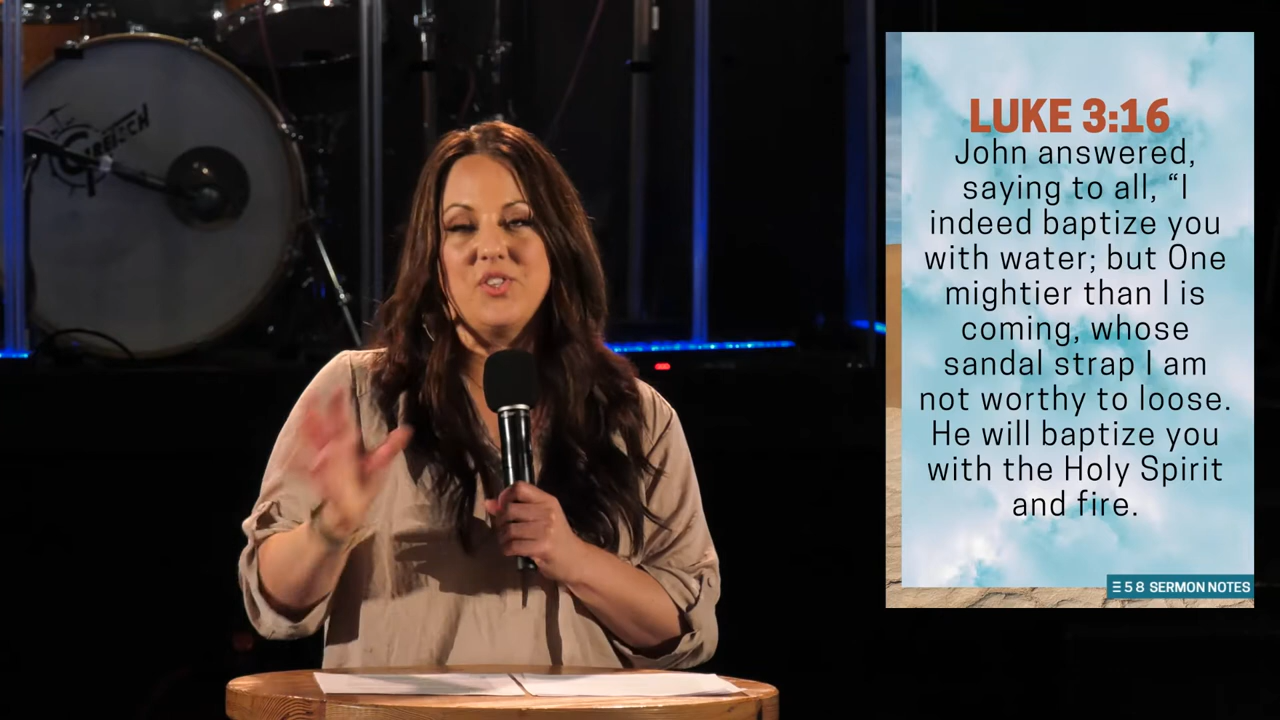 GRETSCH
LUKE 3:16
John answered,
saying to all, “I
indeed baptize you
with water; but One
mightier than I is
coming, whose
sandal strap I am
not worthy to loose.
He will baptize you
with the Holy Spirit
and fire.
E58 SERMON NOTES